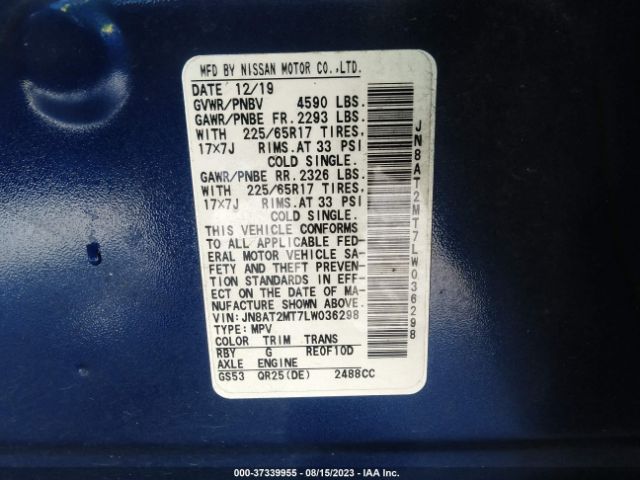 MFD BY NISSAN MOTOR CO.,LTD.
DATE 12/19
GVWR/PNBV 4590 LBS.
GAWR/PNBE FR. 2293 LBS.
WITH 225/65R17 TIRES,
17×7J RIMS.AT 33 PSI
COLD SINGLE.
GAWR/PNBE RR. 2326 LBS.
WITH 225/65R17 TIRES,
17×7J RIMS.AT 33 PSI
COLD SINGLE.
THIS VEHICLE CONFORMS
TO ALL APPLICABLE FED-
ERAL MOTOR VEHICLE SA-
FETY AND THEFT PREVEN-
TION STANDARDS IN EFF-
ECT ON THE DATE OF MA-
NUFACTURE SHOWN ABOVE.
VIN: JN8AT2MT7LW036298
TYPE: MPV
COLOR TRIM TRANS
RBY G RE0F10D
AXLE ENGINE
GS53 QR25(DE) 2488CC
JN8AT2MT7LW036298
000-37339955 - 08/15/2023 - IAA Inc.